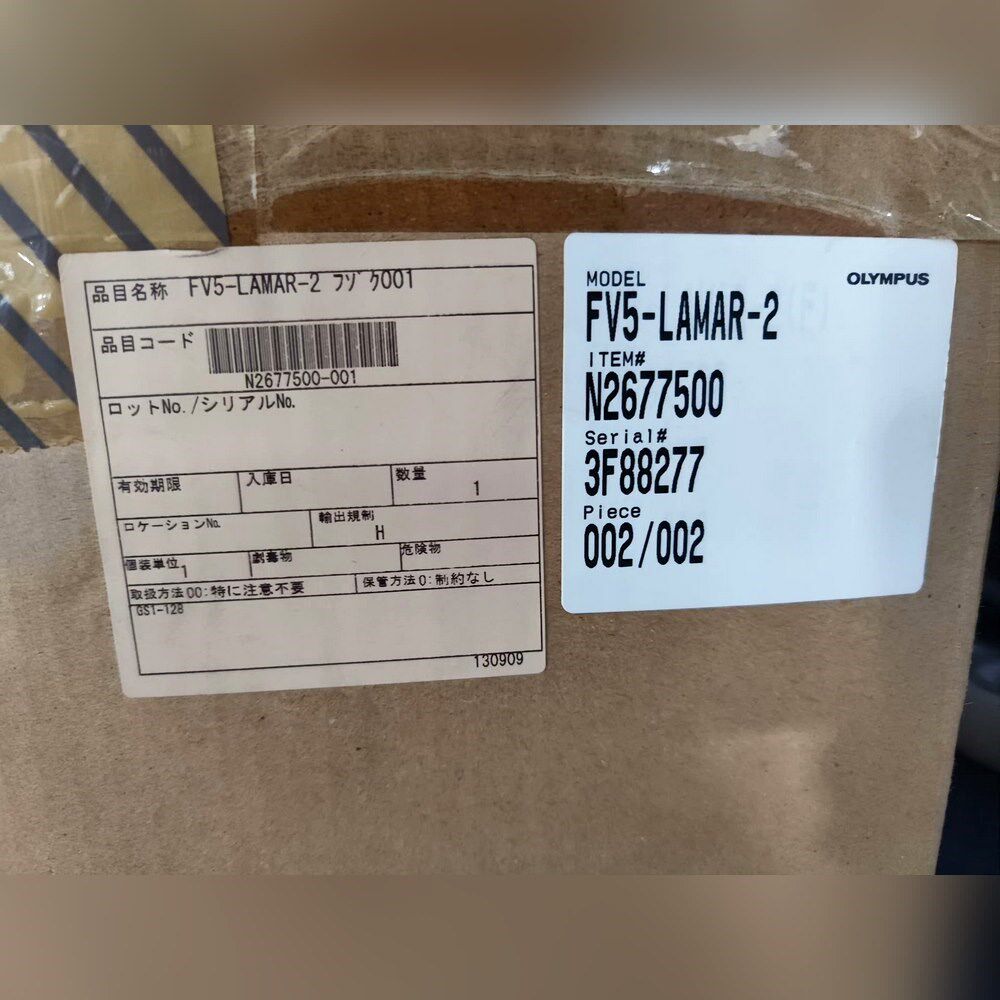 品目名称 FV5-LAMAR-2 フゾク001
品目コード
N2677500-001
ロットNo./シリアルNo.
有効期限 入庫日 数量 1
ロケーションNo. 輸出規制 H
個装単位 1 劇毒物 危険物
取扱方法00:特に注意不要 保管方法0:制約なし
GS1-128
130909
MODEL OLYMPUS
FV5-LAMAR-2
ITEM#
N2677500
Serial#
3F88277
Piece
002/002